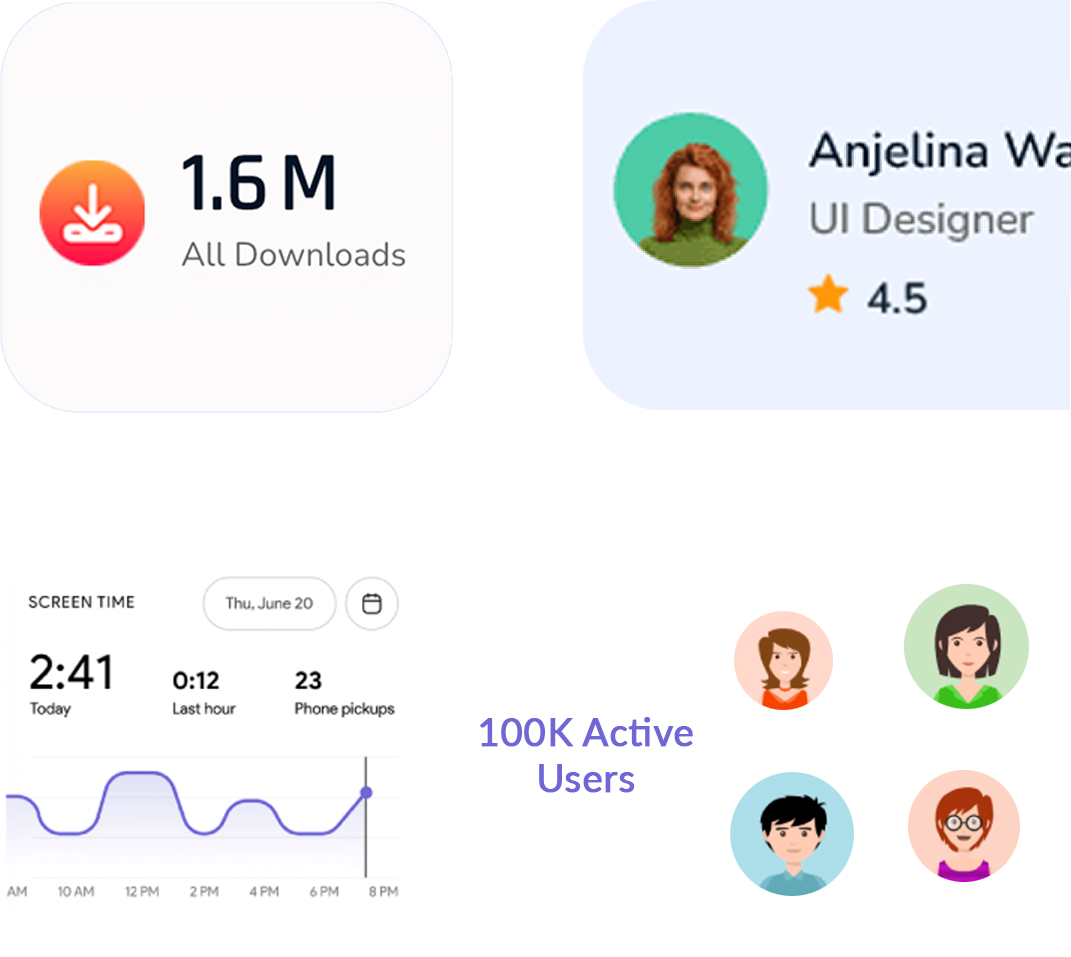 1.6 M
All Downloads
Anjelina Wa
UI Designer
4.5
SCREEN TIME
Thu, June 20
2:41
Today
0:12
Last hour
23
Phone pickups
AM 10 AM 12 PM 2 PM 4 PM 6 PM 8 PM
100K Active
Users